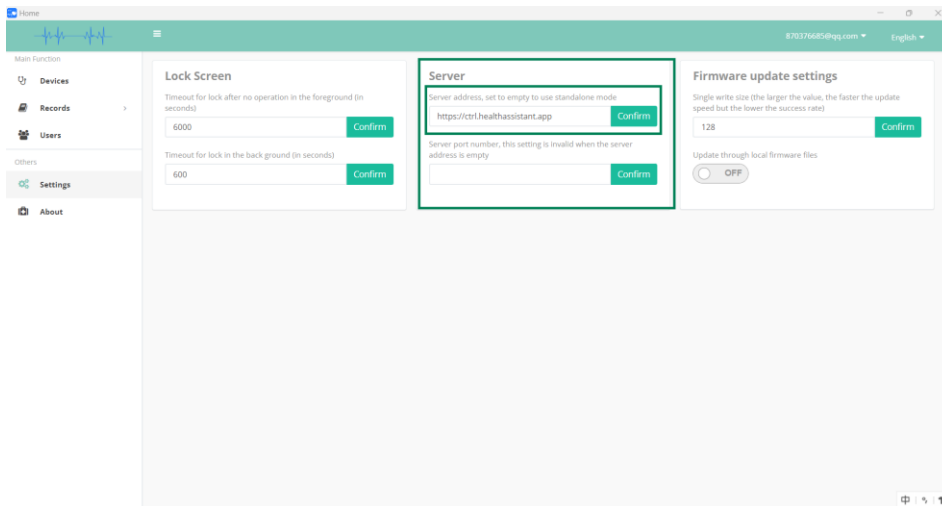 Home
870376685@qq.com
English
Main Function
Devices
Records
Users
Others
Settings
About
Lock Screen
Timeout for lock after no operation in the foreground (in
seconds)
6000
Confirm
Timeout for lock in the back ground (in seconds)
600
Confirm
Server
Server address, set to empty to use standalone mode
https://ctrl.healthassistant.app
Confirm
Server port number, this setting is invalid when the server
address is empty
Confirm
Firmware update settings
Single write size (the larger the value, the faster the update
speed but the lower the success rate)
128
Confirm
Update through local firmware files
OFF
中